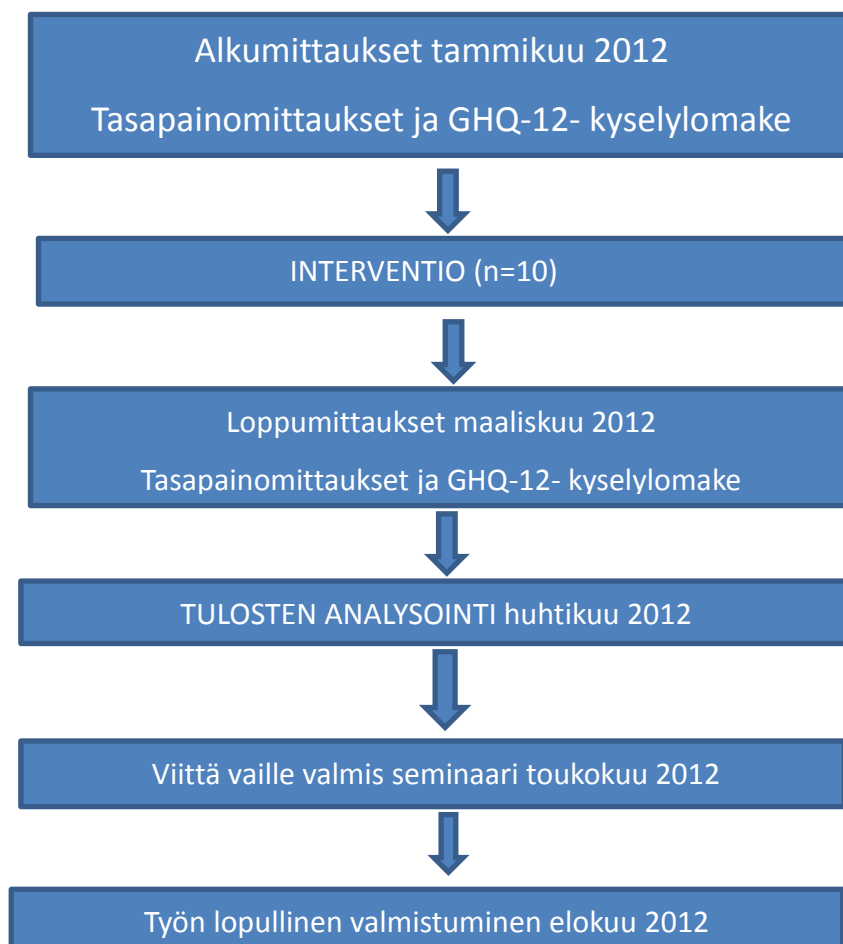 Alkumittaukset tammikuu 2012
Tasapainomittaukset ja GHQ-12- kyselylomake
INTERVENTIO (n=10)
Loppumittaukset maaliskuu 2012
Tasapainomittaukset ja GHQ-12- kyselylomake
TULOSTEN ANALYSOINTI huhtikuu 2012
Viittä vaille valmis seminaari toukokuu 2012
Työn lopullinen valmistuminen elokuu 2012